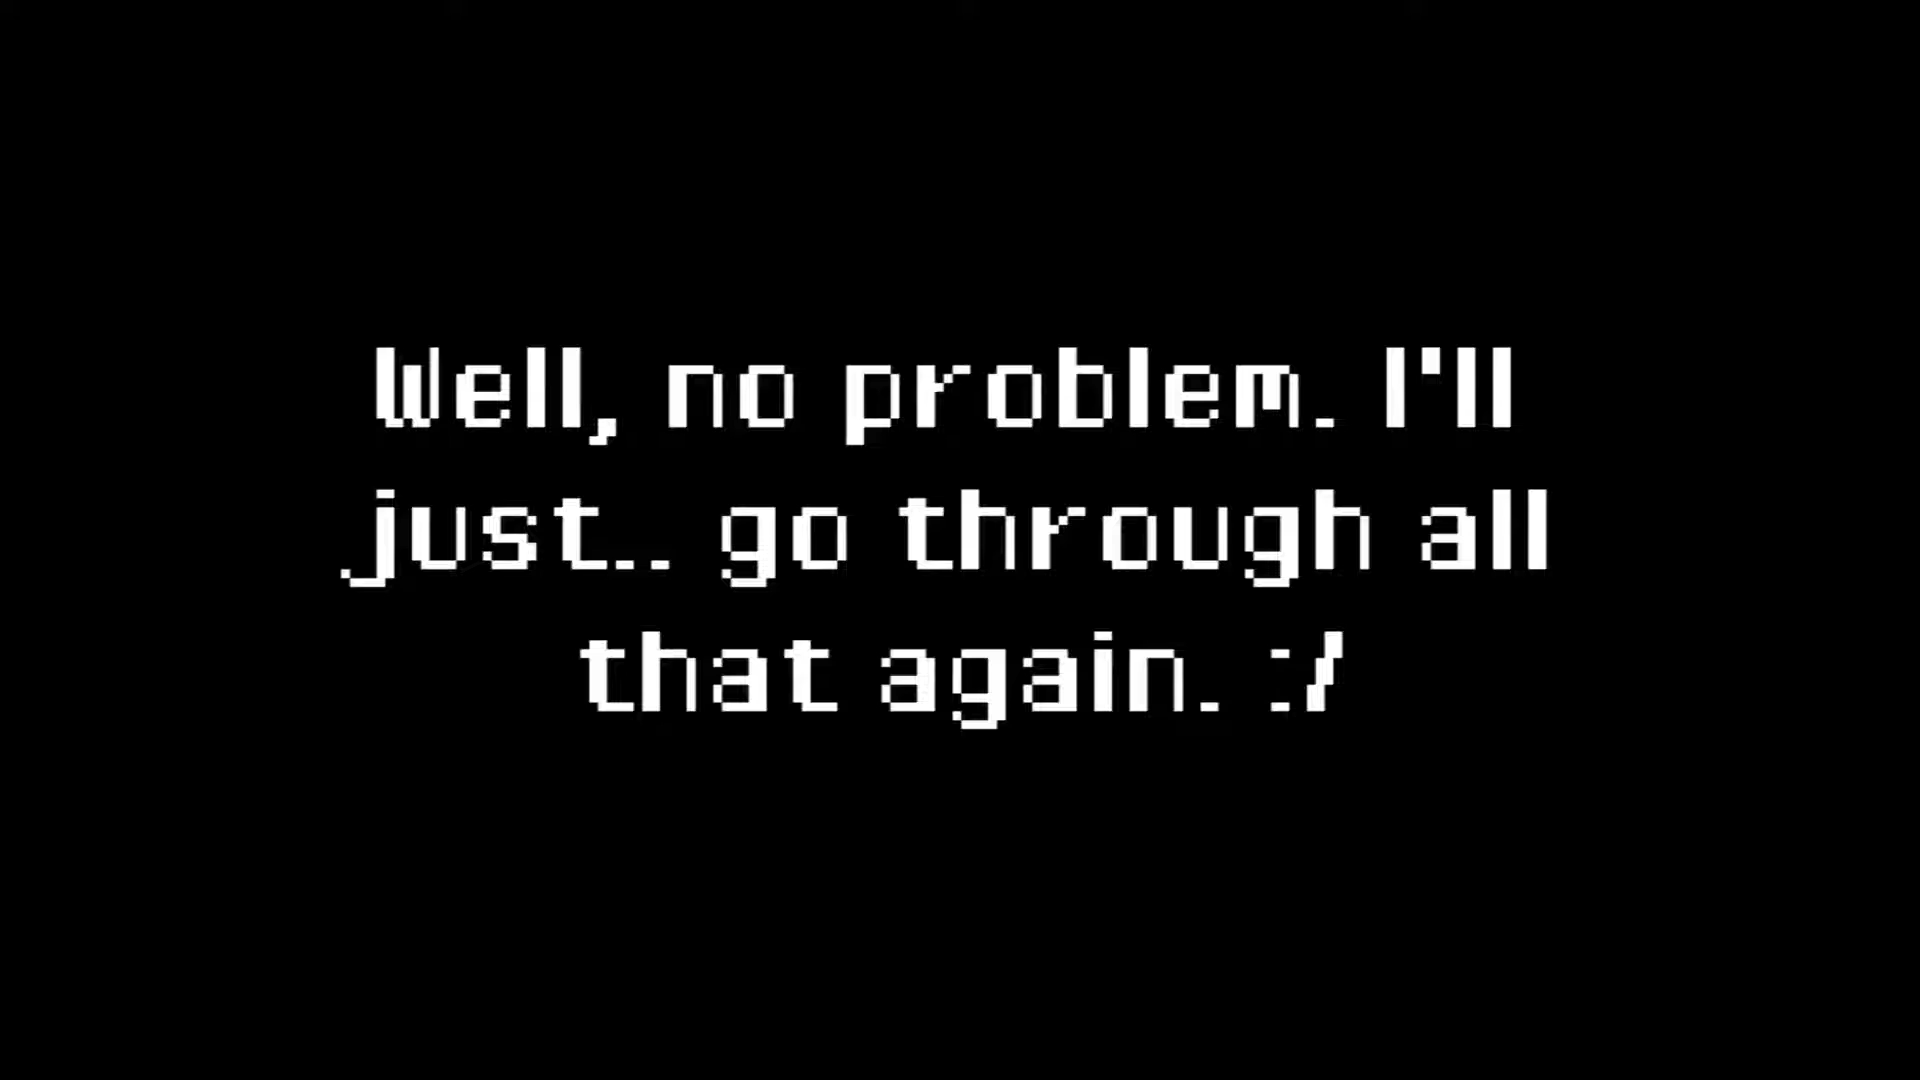 Well, no problem. I'll
just.. go through all
that again. :/